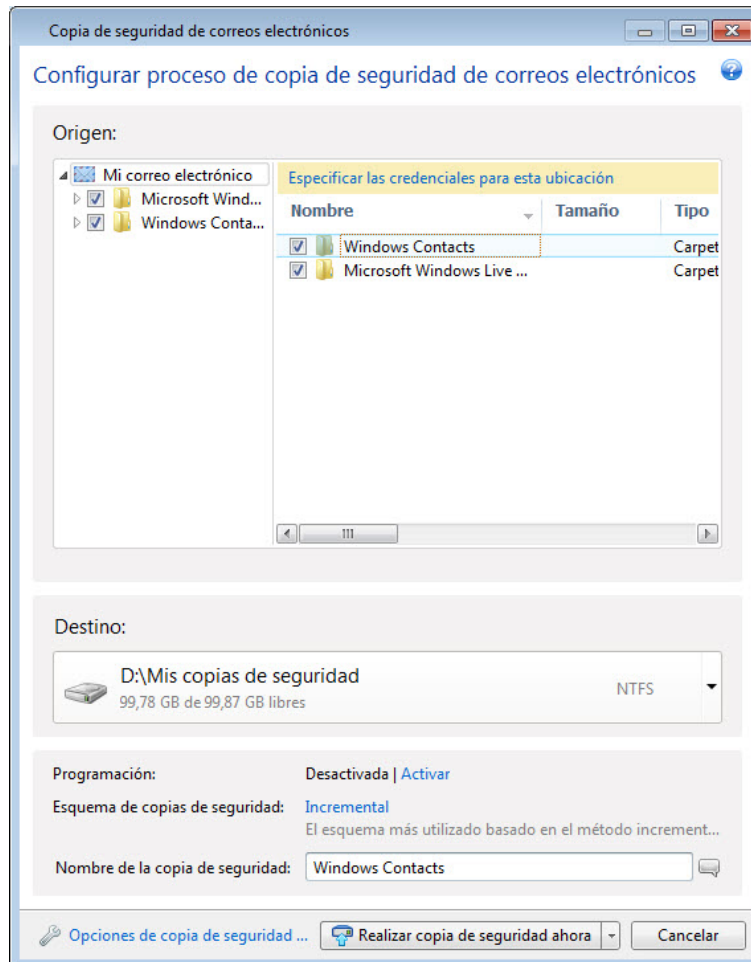 Copia de seguridad de correos electrónicos
Configurar proceso de copia de seguridad de correos electrónicos
Origen:
Mi correo electrónico
Microsoft Wind...
Windows Conta...
Especificar las credenciales para esta ubicación
Nombre Tamaño Tipo
Windows Contacts Carpet
Microsoft Windows Live ... Carpet
Destino:
D:\Mis copias de seguridad
NTFS
99,78 GB de 99,87 GB libres
Programación: Desactivada | Activar
Esquema de copias de seguridad: Incremental
El esquema más utilizado basado en el método increment...
Nombre de la copia de seguridad: Windows Contacts
Opciones de copia de seguridad ... Realizar copia de seguridad ahora Cancelar